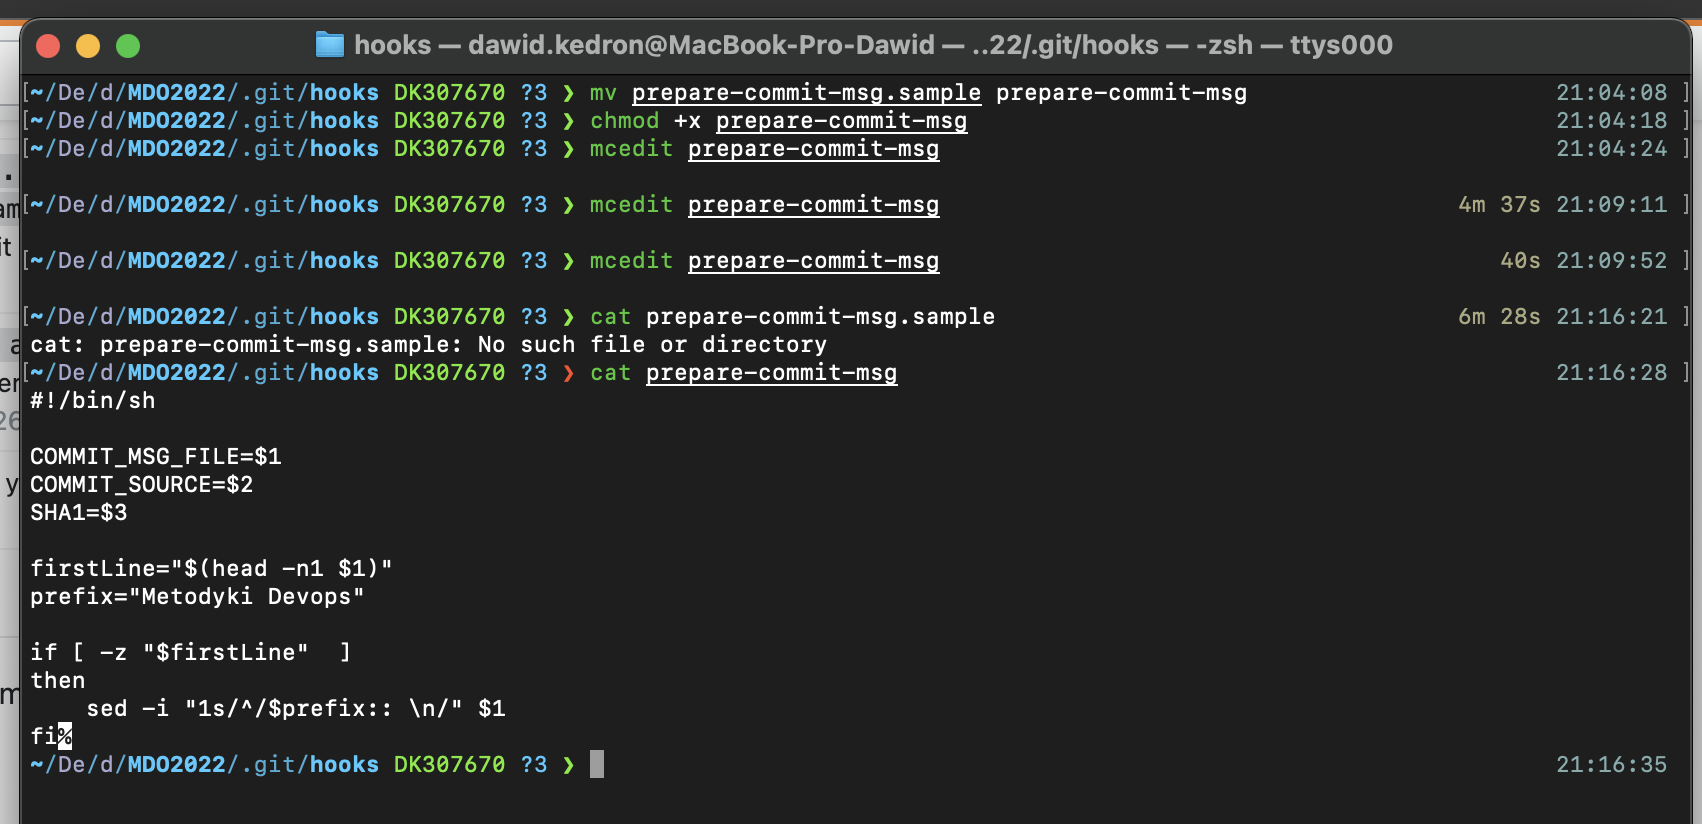 hooks — dawid.kedron@MacBook-Pro-Dawid — ..22/.git/hooks — -zsh — ttys000
[~/De/d/MDO2022/.git/hooks DK307670 ?3 ❯ mv prepare-commit-msg.sample prepare-commit-msg 21:04:08 ]
[~/De/d/MDO2022/.git/hooks DK307670 ?3 ❯ chmod +x prepare-commit-msg 21:04:18 ]
[~/De/d/MDO2022/.git/hooks DK307670 ?3 ❯ mcedit prepare-commit-msg 21:04:24 ]
[~/De/d/MDO2022/.git/hooks DK307670 ?3 ❯ mcedit prepare-commit-msg 4m 37s 21:09:11 ]
[~/De/d/MDO2022/.git/hooks DK307670 ?3 ❯ mcedit prepare-commit-msg 40s 21:09:52 ]
[~/De/d/MDO2022/.git/hooks DK307670 ?3 ❯ cat prepare-commit-msg.sample 6m 28s 21:16:21 ]
cat: prepare-commit-msg.sample: No such file or directory
[~/De/d/MDO2022/.git/hooks DK307670 ?3 ❯ cat prepare-commit-msg 21:16:28 ]
#!/bin/sh
COMMIT_MSG_FILE=$1
COMMIT_SOURCE=$2
SHA1=$3
firstLine="$(head -n1 $1)"
prefix="Metodyki Devops"
if [ -z "$firstLine"  ]
then
    sed -i "1s/^/$prefix:: \n/" $1
fi%
~/De/d/MDO2022/.git/hooks DK307670 ?3 ❯ 21:16:35